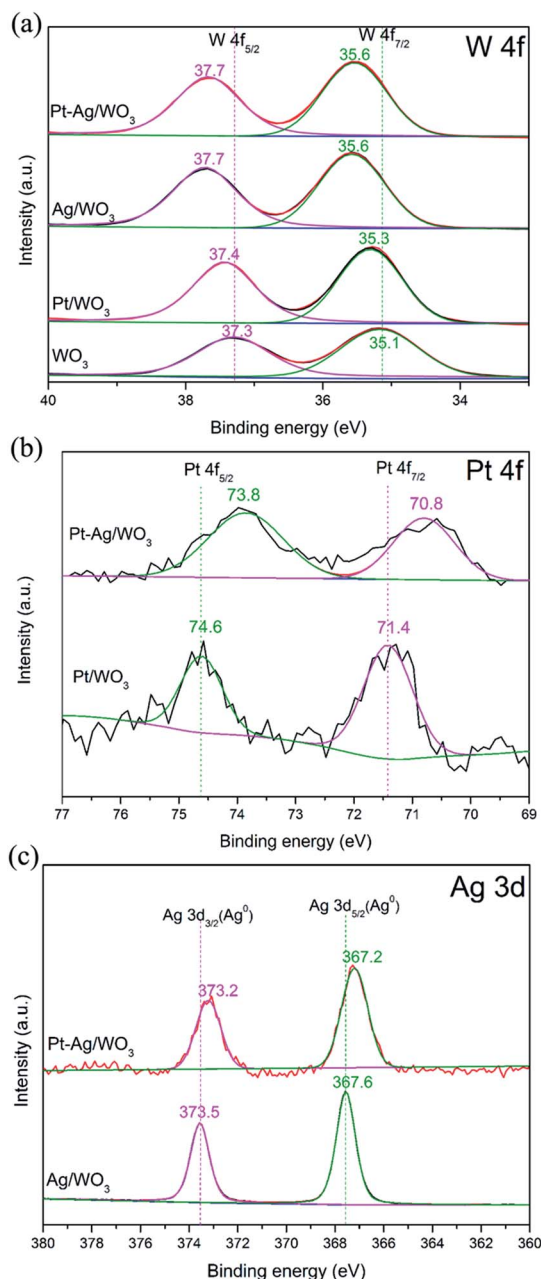 (a)
W 4f5/2
W 4f7/2
W 4f
37.7
35.6
Pt-Ag/WO3
37.7
35.6
Ag/WO3
37.4
35.3
Pt/WO3
37.3
35.1
WO3
Intensity (a.u.)
40 38 36 34
Binding energy (eV)
(b)
Pt 4f5/2
Pt 4f7/2
Pt 4f
73.8
70.8
Pt-Ag/WO3
74.6
71.4
Pt/WO3
Intensity (a.u.)
77 76 75 74 73 72 71 70 69
Binding energy (eV)
(c)
Ag 3d3/2(Ag0)
Ag 3d5/2(Ag0)
Ag 3d
373.2
367.2
Pt-Ag/WO3
373.5
367.6
Ag/WO3
Intensity (a.u.)
380 378 376 374 372 370 368 366 364 362 360
Binding energy (eV)